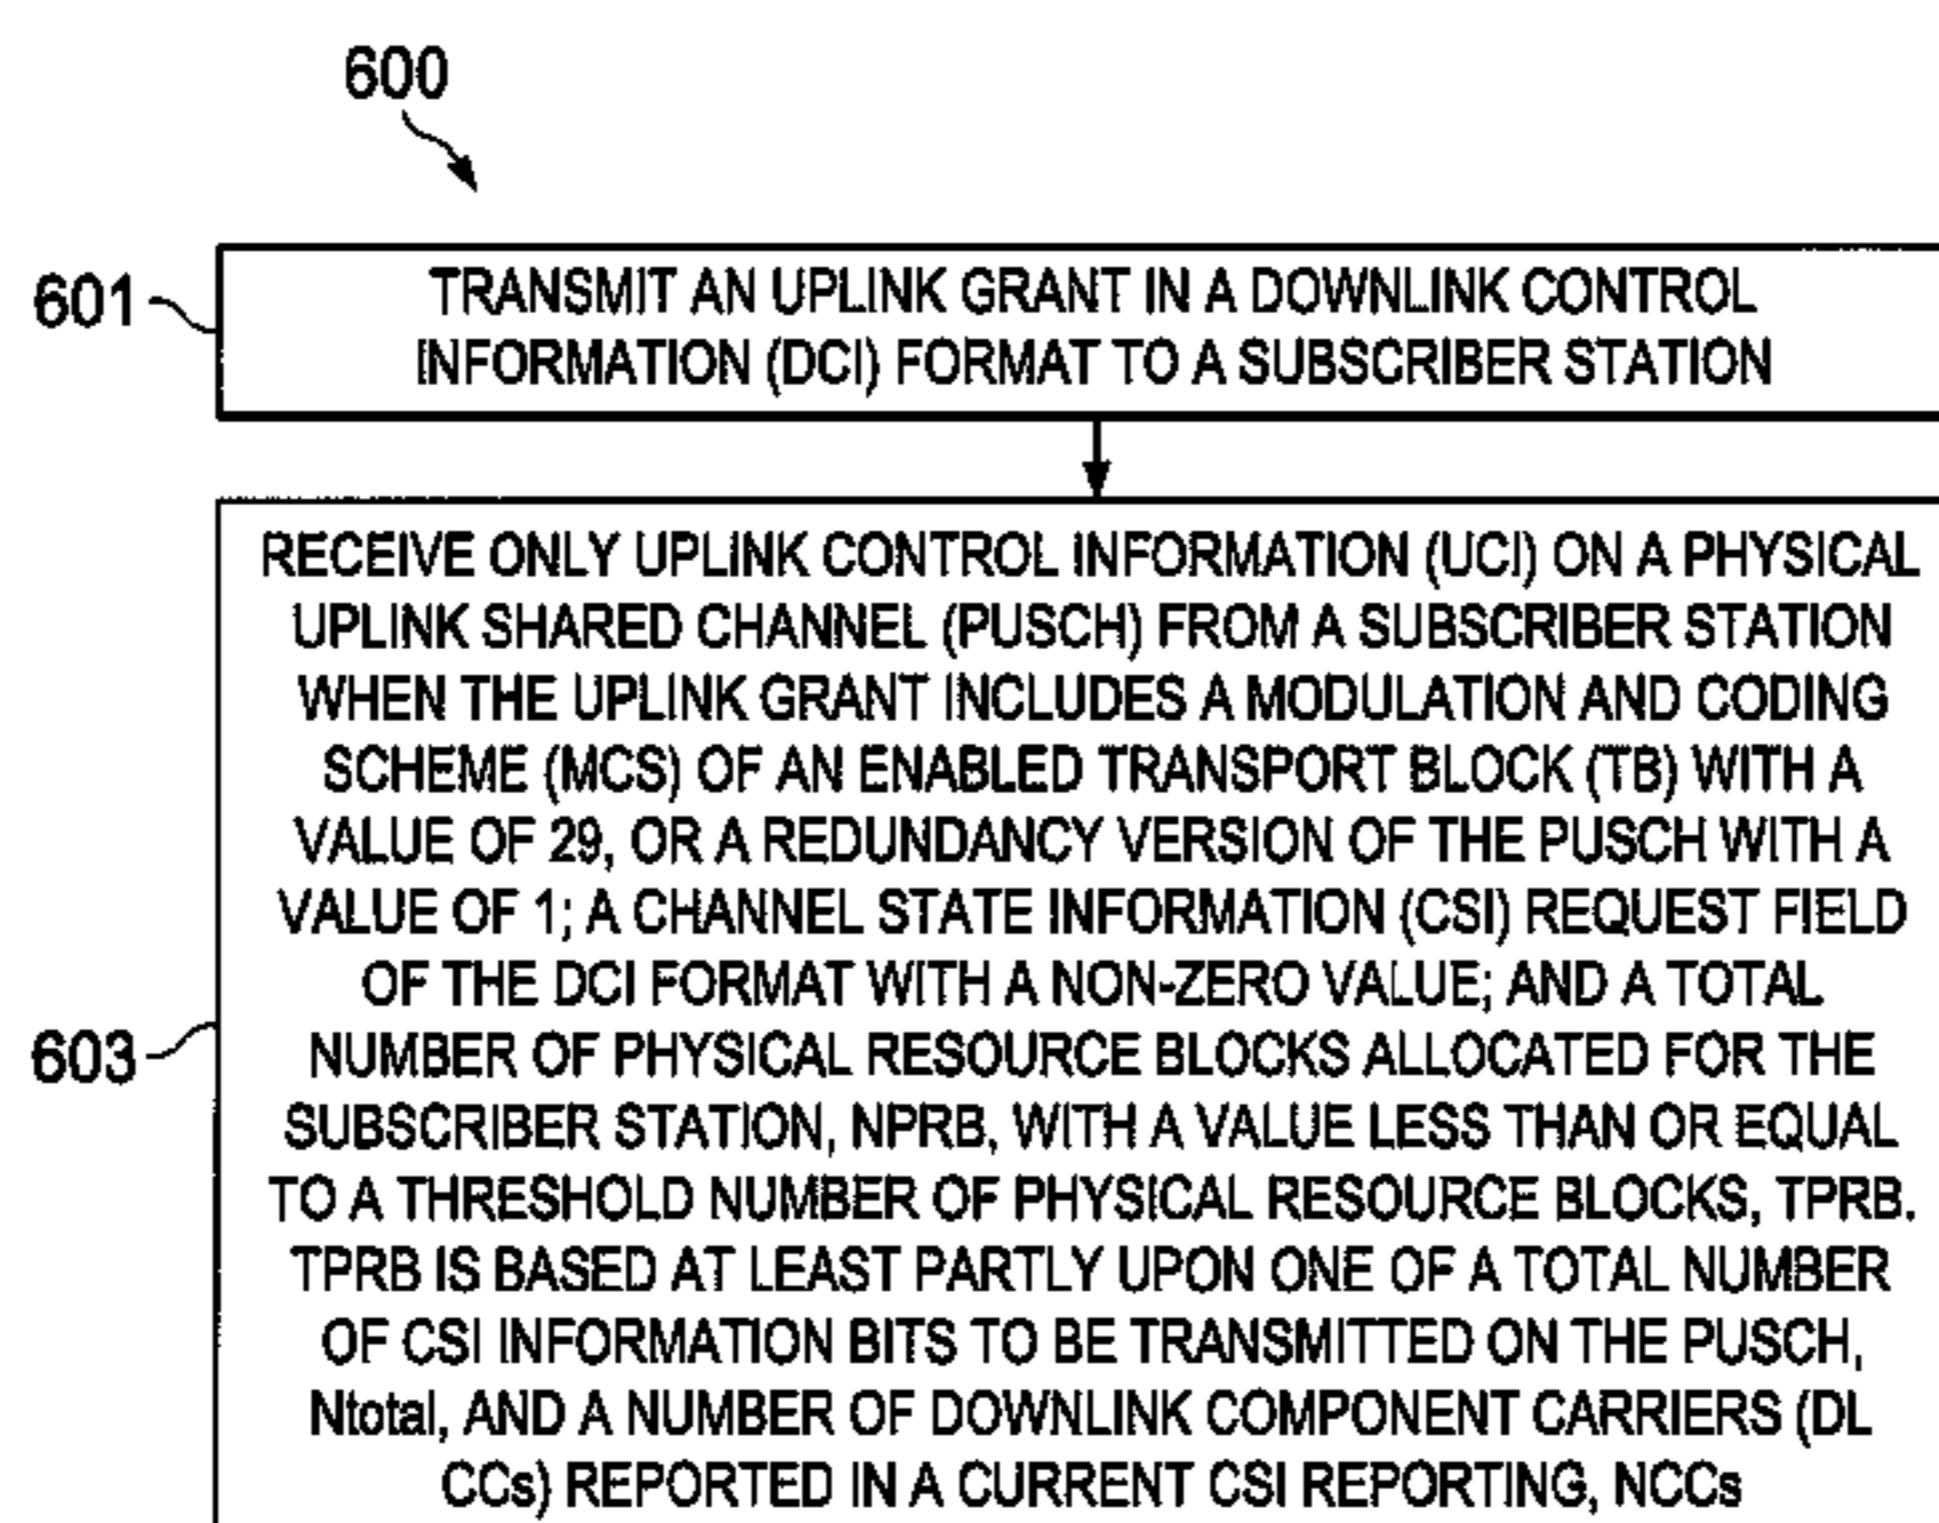 600
601
TRANSMIT AN UPLINK GRANT IN A DOWNLINK CONTROL
INFORMATION (DCI) FORMAT TO A SUBSCRIBER STATION
RECEIVE ONLY UPLINK CONTROL INFORMATION (UCI) ON A PHYSICAL
UPLINK SHARED CHANNEL (PUSCH) FROM A SUBSCRIBER STATION
WHEN THE UPLINK GRANT INCLUDES A MODULATION AND CODING
SCHEME (MCS) OF AN ENABLED TRANSPORT BLOCK (TB) WITH A
VALUE OF 29, OR A REDUNDANCY VERSION OF THE PUSCH WITH A
VALUE OF 1; A CHANNEL STATE INFORMATION (CSI) REQUEST FIELD
OF THE DCI FORMAT WITH A NON-ZERO VALUE; AND A TOTAL
603
NUMBER OF PHYSICAL RESOURCE BLOCKS ALLOCATED FOR THE
SUBSCRIBER STATION, NPRB, WITH A VALUE LESS THAN OR EQUAL
TO A THRESHOLD NUMBER OF PHYSICAL RESOURCE BLOCKS, TPRB.
TPRB IS BASED AT LEAST PARTLY UPON ONE OF A TOTAL NUMBER
OF CSI INFORMATION BITS TO BE TRANSMITTED ON THE PUSCH,
Ntotal, AND A NUMBER OF DOWNLINK COMPONENT CARRIERS (DL
CCs) REPORTED IN A CURRENT CSI REPORTING, NCCs